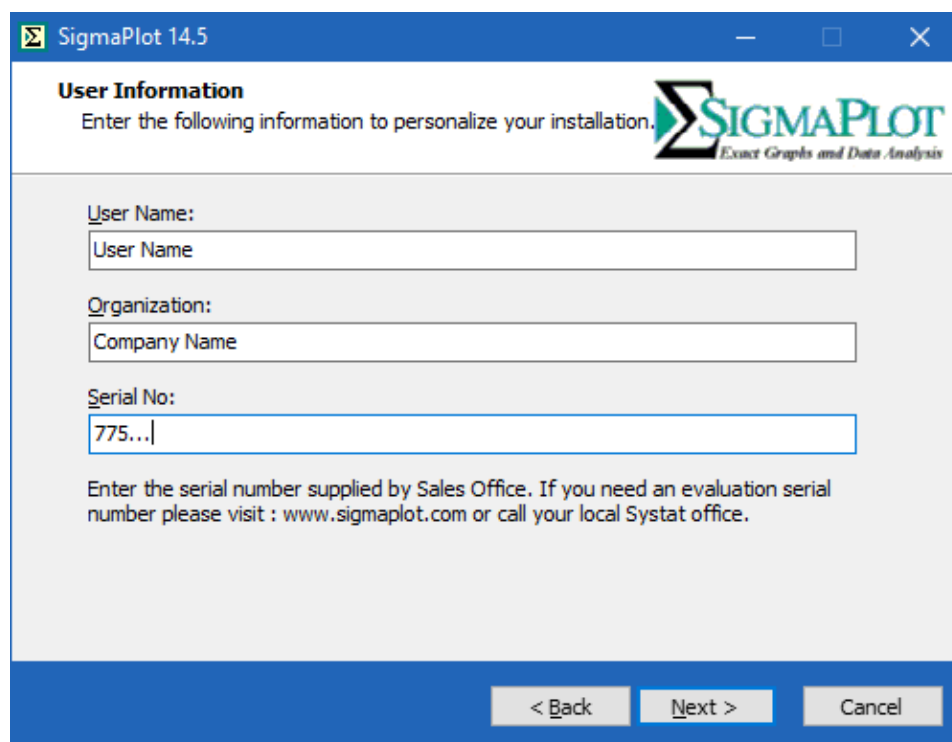 SigmaPlot 14.5
User Information
Enter the following information to personalize your installation.
SIGMAPLOT
Exact Graphs and Data Analysis
User Name:
User Name
Organization:
Company Name
Serial No:
775...
Enter the serial number supplied by Sales Office. If you need an evaluation serial
number please visit : www.sigmaplot.com or call your local Systat office.
< Back
Next >
Cancel